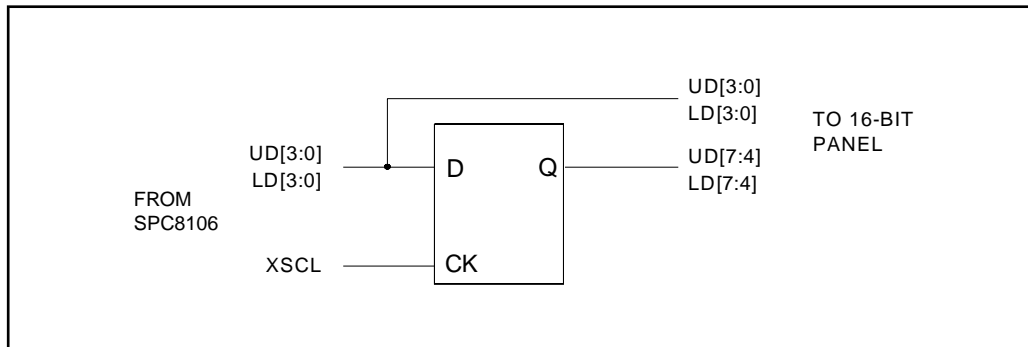 UD[3:0]
LD[3:0]
TO 16-BIT
PANEL
UD[3:0]
LD[3:0]
D
Q
UD[7:4]
LD[7:4]
FROM
SPC8106
XSCL
CK